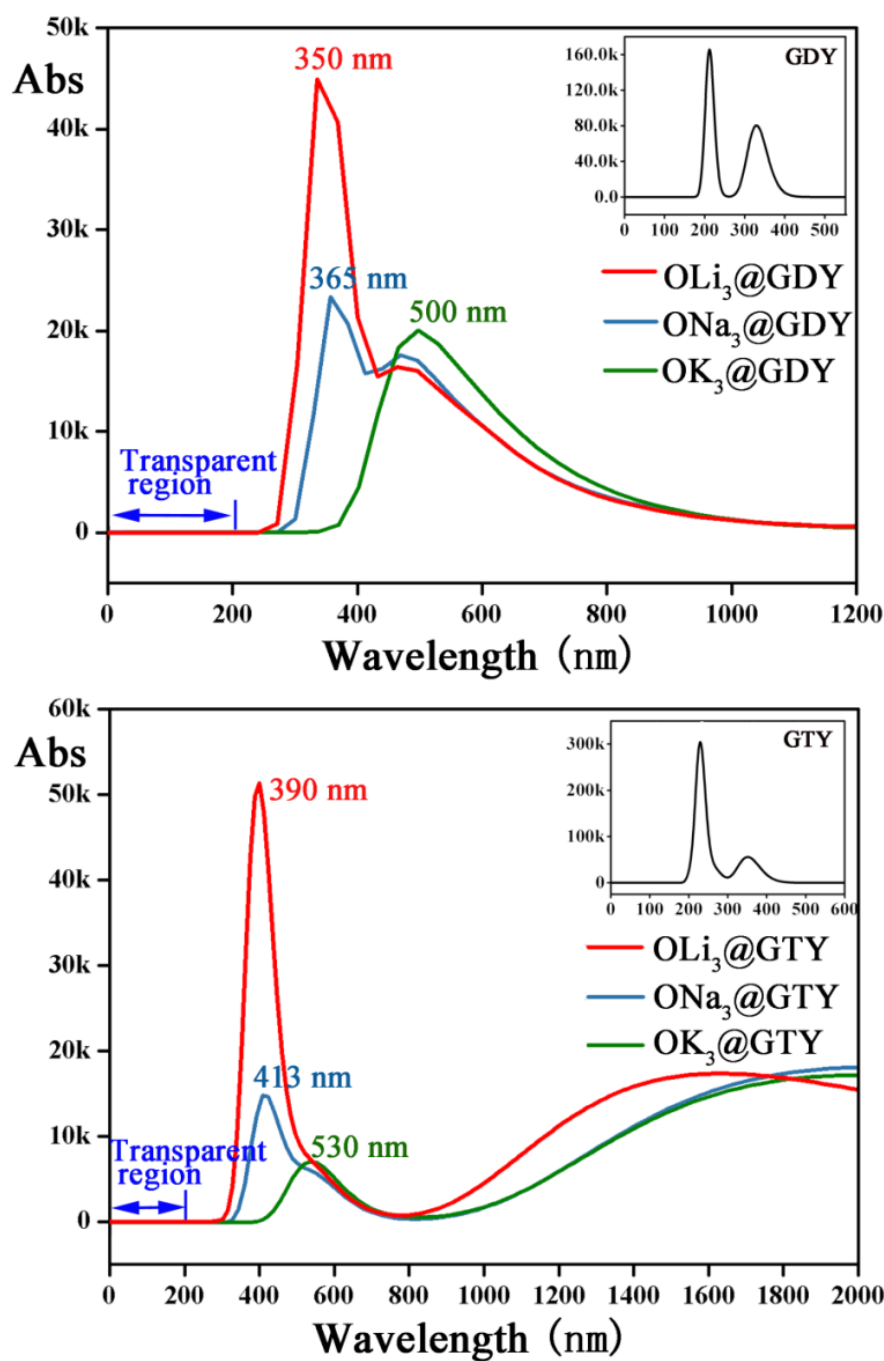 50k
40k
30k
20k
10k
0
Abs
350 nm
365 nm
500 nm
Transparent
region
GDY
160.0k
120.0k
80.0k
40.0k
0.0
0 100 200 300 400 500
OLi₃@GDY
ONa₃@GDY
OK₃@GDY
0 200 400 600 800 1000 1200
Wavelength (nm)
60k
50k
40k
30k
20k
10k
0
Abs
390 nm
413 nm
530 nm
Transparent
region
GTY
300k
200k
100k
0
0 100 200 300 400 500 600
OLi₃@GTY
ONa₃@GTY
OK₃@GTY
0 200 400 600 800 1000 1200 1400 1600 1800 2000
Wavelength (nm)